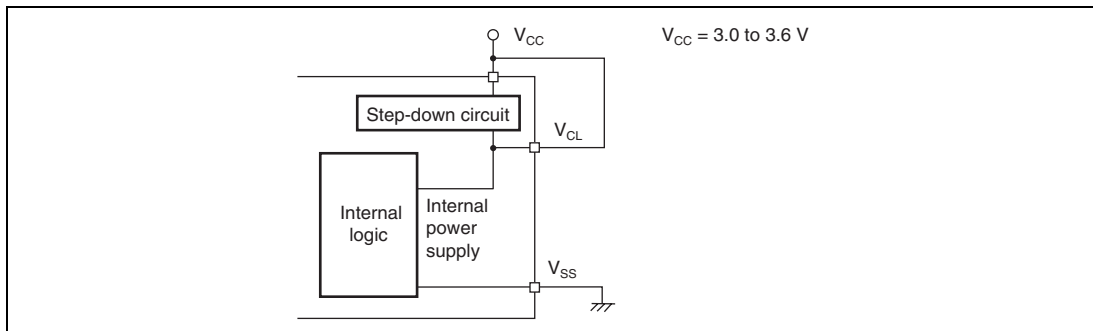 V_CC
V_CC = 3.0 to 3.6 V
Step-down circuit
V_CL
Internal
logic
Internal
power
supply
V_SS